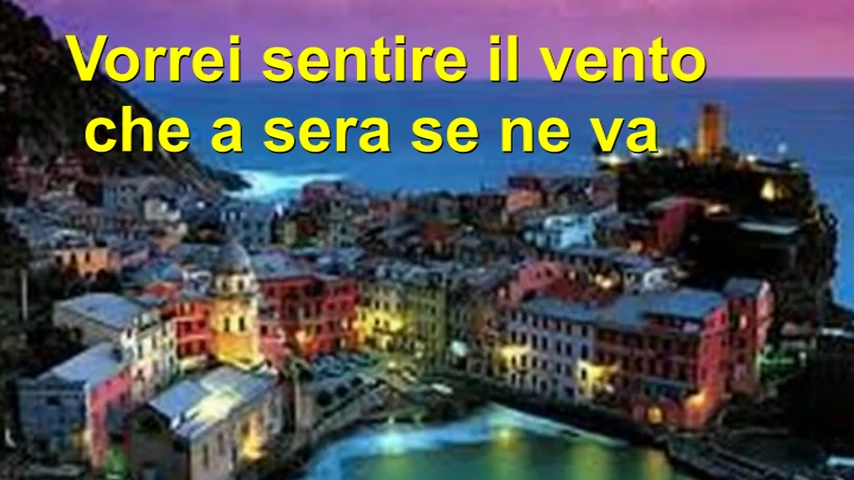 Vorrei sentire il vento
che a sera se ne va